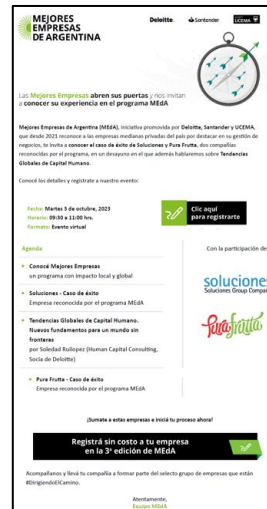 MEJORES
EMPRESAS
DE ARGENTINA
Deloitte.
Santander
UCEMA
Las Mejores Empresas abren sus puertas y nos invitan
a conocer su experiencia en el programa MEdA
Mejores Empresas de Argentina (MEdA), iniciativa promovida por Deloitte, Santander y UCEMA,
que desde 2021 reconoce a las empresas medianas privadas del país por destacar en su gestión de
negocios, te invita a conocer el caso de éxito de Soluciones y Pura Frutta, dos compañías
reconocidas por el programa, en un desayuno en el que además hablaremos sobre Tendencias
Globales de Capital Humano.
Conocé los detalles y registrate a nuestro evento:
Fecha: Martes 3 de octubre, 2023
Horario: 09:30 a 11:00 hrs.
Formato: Evento virtual
Clic aquí
para registrarte
Agenda
Conocé Mejores Empresas
un programa con impacto local y global
Soluciones - Caso de éxito
Empresa reconocida por el programa MEdA
Tendencias Globales de Capital Humano.
Nuevos fundamentos para un mundo sin
fronteras
por Soledad Ruilopez (Human Capital Consulting,
Socia de Deloitte)
Pura Frutta - Caso de éxito
Empresa reconocida por el programa MEdA
Con la participación de
soluciones
Soluciones Group Compan
Purafrutta
¡Sumate a estas empresas e iniciá tu proceso ahora!
Registrá sin costo a tu empresa
en la 3ª edición de MEdA
Acompañanos y llevá tu compañía a formar parte del selecto grupo de empresas que están
#DirigiendoElCamino.
Atentamente,
Equipo MEdA